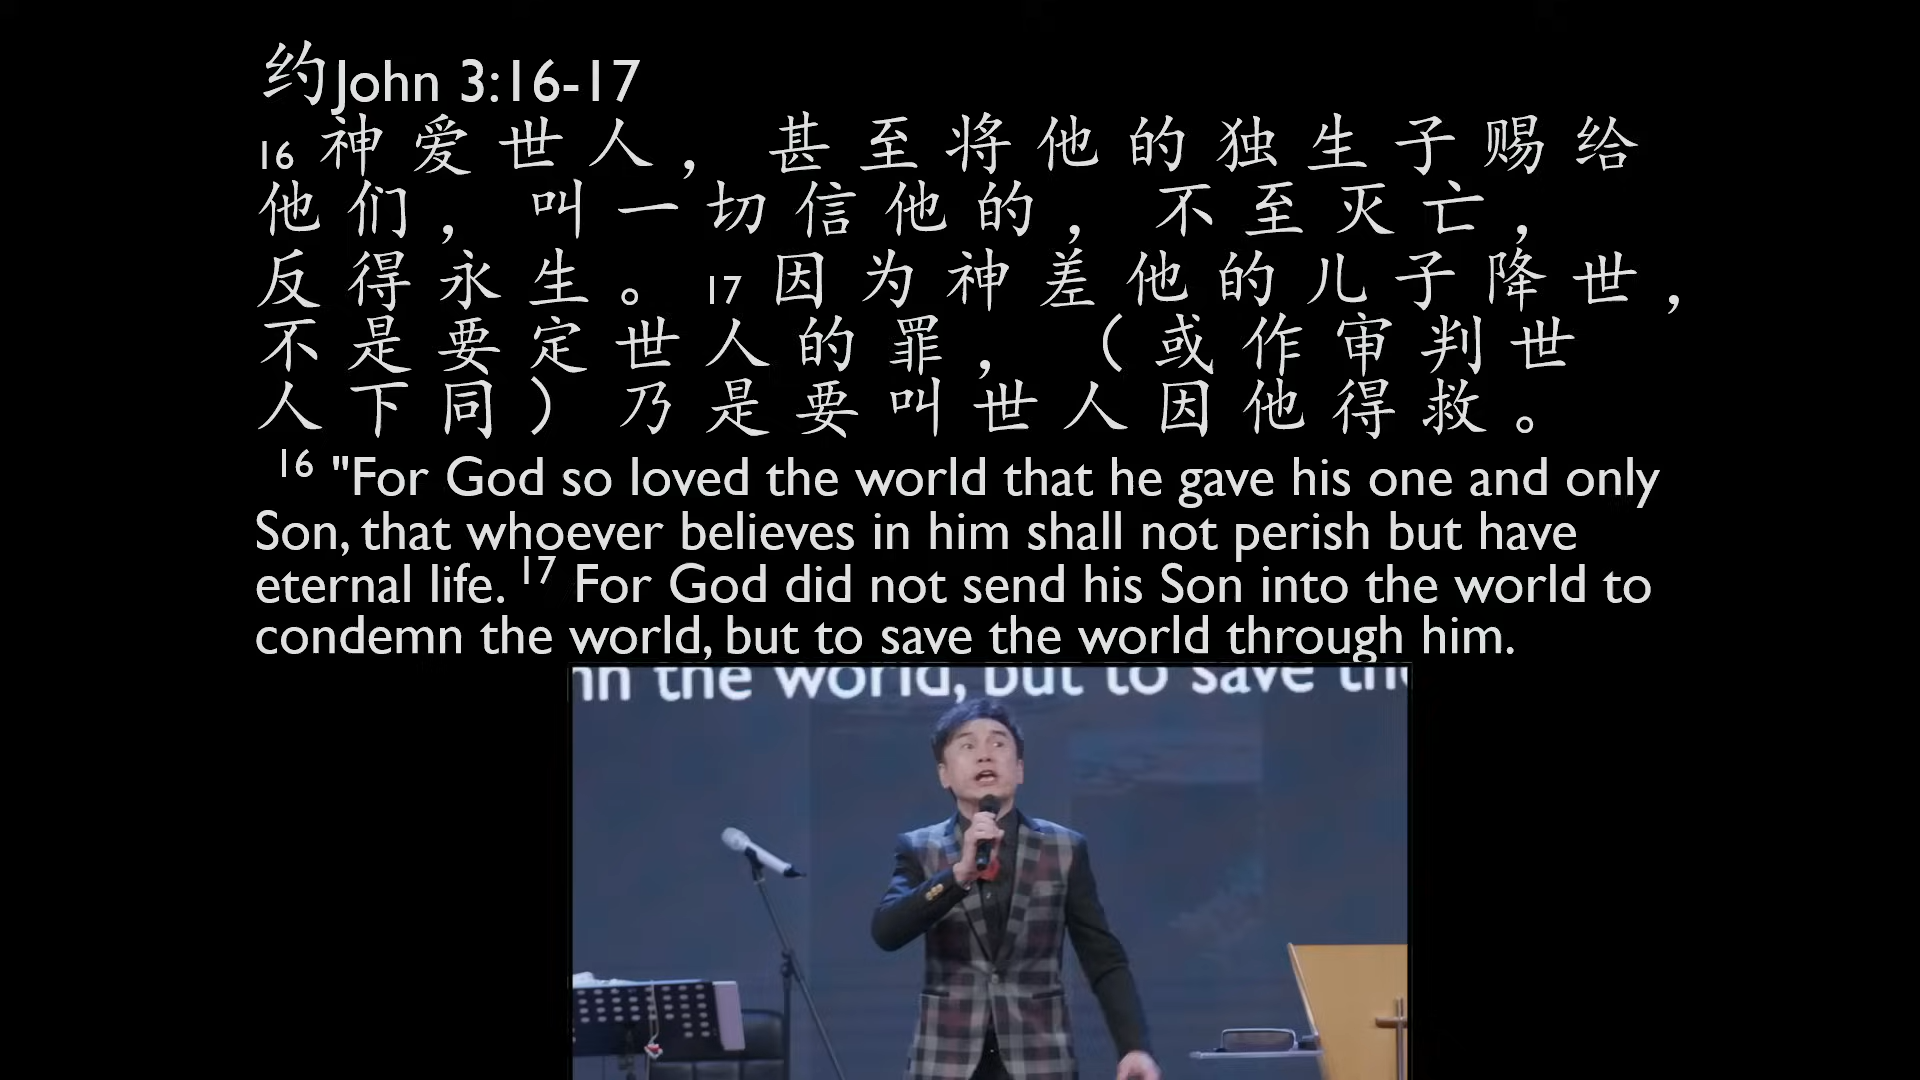 约John 3:16-17
16 神爱世人，甚至将他的独生子赐给
他们，叫一切信他的，不至灭亡，
反得永生。17 因为神差他的儿子降世，
不是要定世人的罪，（或作审判世
人下同）乃是要叫世人因他得救。
16 "For God so loved the world that he gave his one and only
Son, that whoever believes in him shall not perish but have
eternal life. 17 For God did not send his Son into the world to
condemn the world, but to save the world through him.
the world, but to save